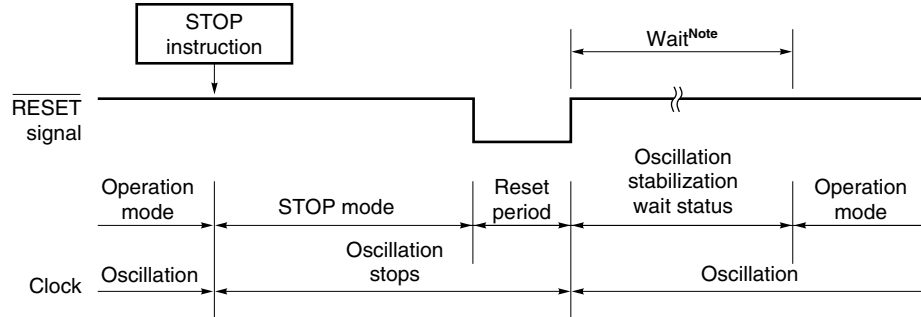 STOP
instruction
Wait^Note
RESET
signal
Operation
mode
STOP mode
Reset
period
Oscillation
stabilization
wait status
Operation
mode
Clock
Oscillation
Oscillation
stops
Oscillation